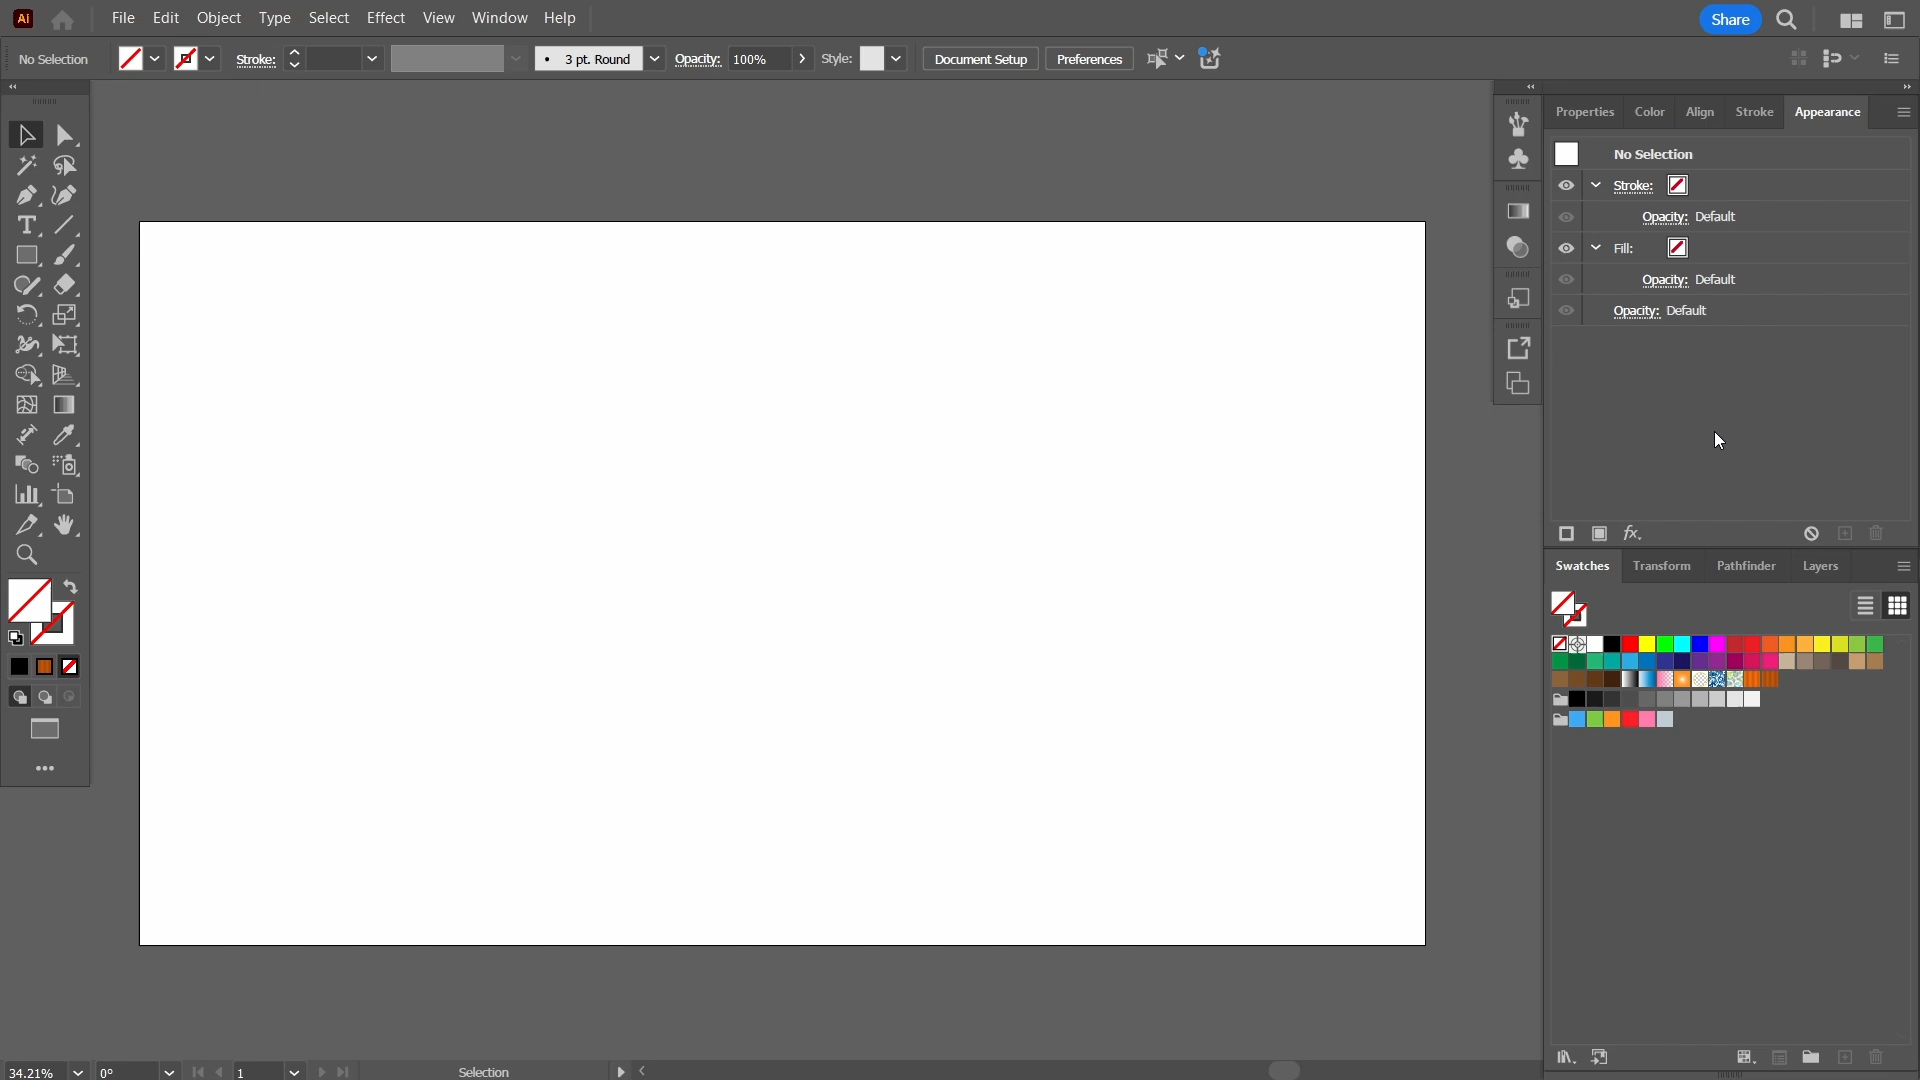 Ai File Edit Object Type Select Effect View Window Help Share
No Selection Stroke: 3 pt. Round Opacity: 100% Style: Document Setup Preferences
Properties Color Align Stroke Appearance
No Selection
Stroke:
Opacity: Default
Fill:
Opacity: Default
Opacity: Default
fx.
Swatches Transform Pathfinder Layers
34.21% 0° 1 Selection